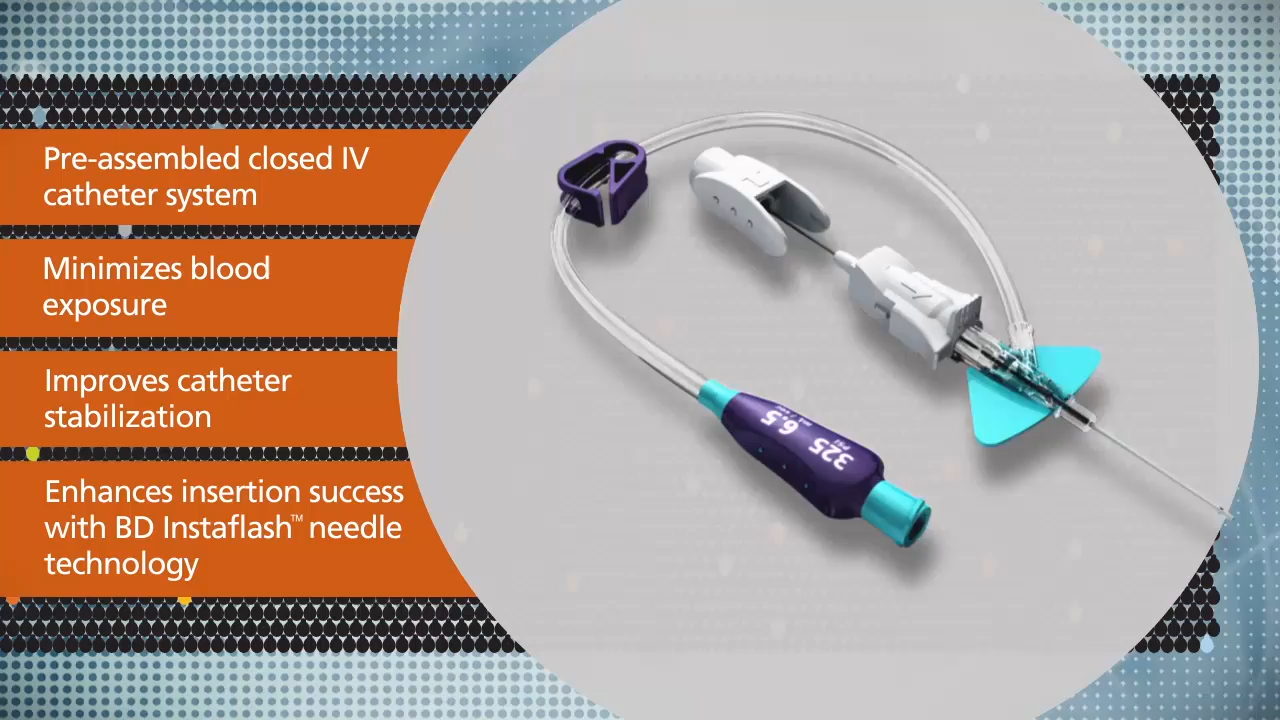 Pre-assembled closed IV
catheter system
Minimizes blood
exposure
Improves catheter
stabilization
Enhances insertion success
with BD Instaflash™ needle
technology
325
PSI
6.5